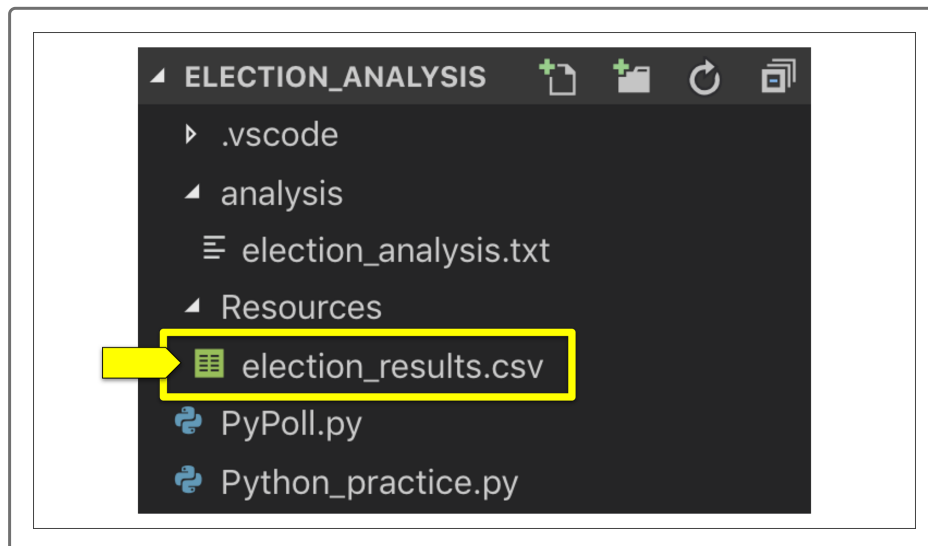 ELECTION_ANALYSIS
.vscode
analysis
election_analysis.txt
Resources
election_results.csv
PyPoll.py
Python_practice.py